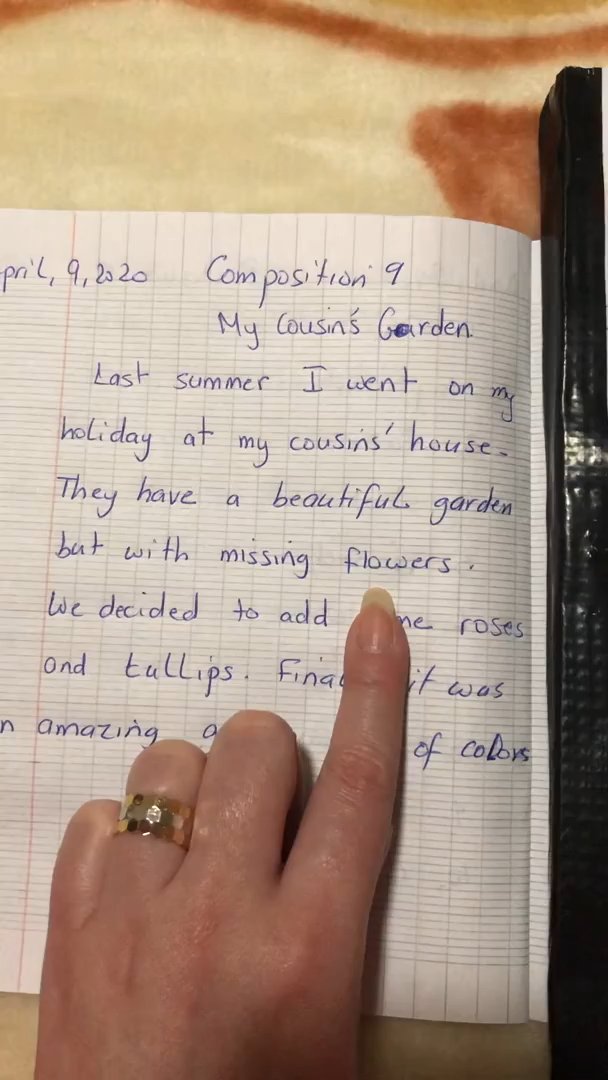 pril, 9, 2020 Composition 9
My Cousin's Garden
Last summer I went on my
holiday at my cousins' house.
They have a beautiful garden
but with missing flowers.
We decided to add me roses
and tullips. Fina it was
n amazing of colors